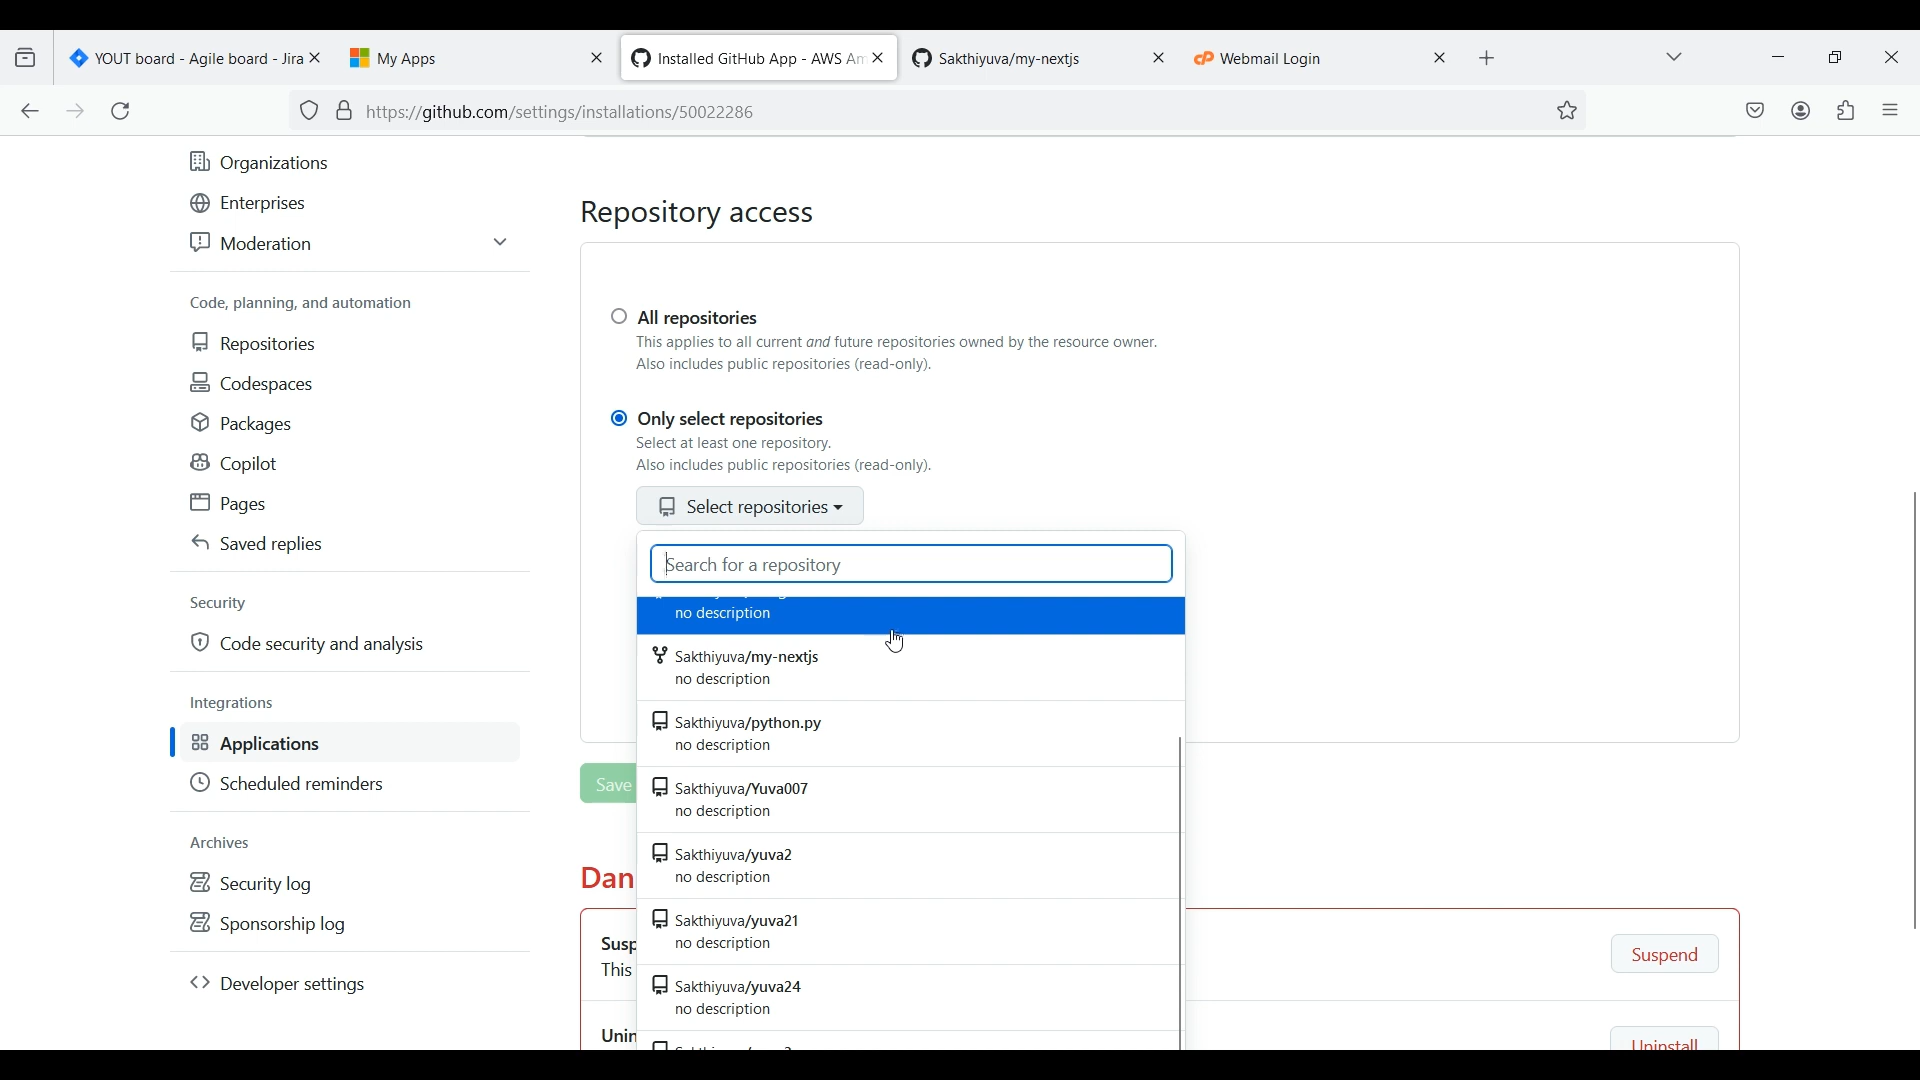 YOUT board - Agile board - Jira
My Apps
Installed GitHub App - AWS Am
Sakthiyuva/my-nextjs
Webmail Login
https://github.com/settings/installations/50022286
Organizations
Enterprises
Moderation
Code, planning, and automation
Repositories
Codespaces
Packages
Copilot
Pages
Saved replies
Security
Code security and analysis
Integrations
Applications
Scheduled reminders
Archives
Security log
Sponsorship log
Developer settings
Repository access
All repositories
This applies to all current and future repositories owned by the resource owner.
Also includes public repositories (read-only).
Only select repositories
Select at least one repository.
Also includes public repositories (read-only).
Select repositories
Search for a repository
no description
Sakthiyuva/my-nextjs
no description
Sakthiyuva/python.py
no description
Sakthiyuva/Yuva007
no description
Sakthiyuva/yuva2
no description
Sakthiyuva/yuva21
no description
Sakthiyuva/yuva24
no description
Save
Dan
Susp
This
Suspend
Unin
Uninstall